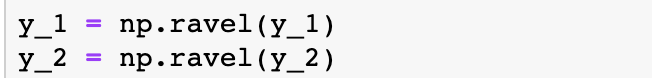 y_1 = np.ravel(y_1)
y_2 = np.ravel(y_2)